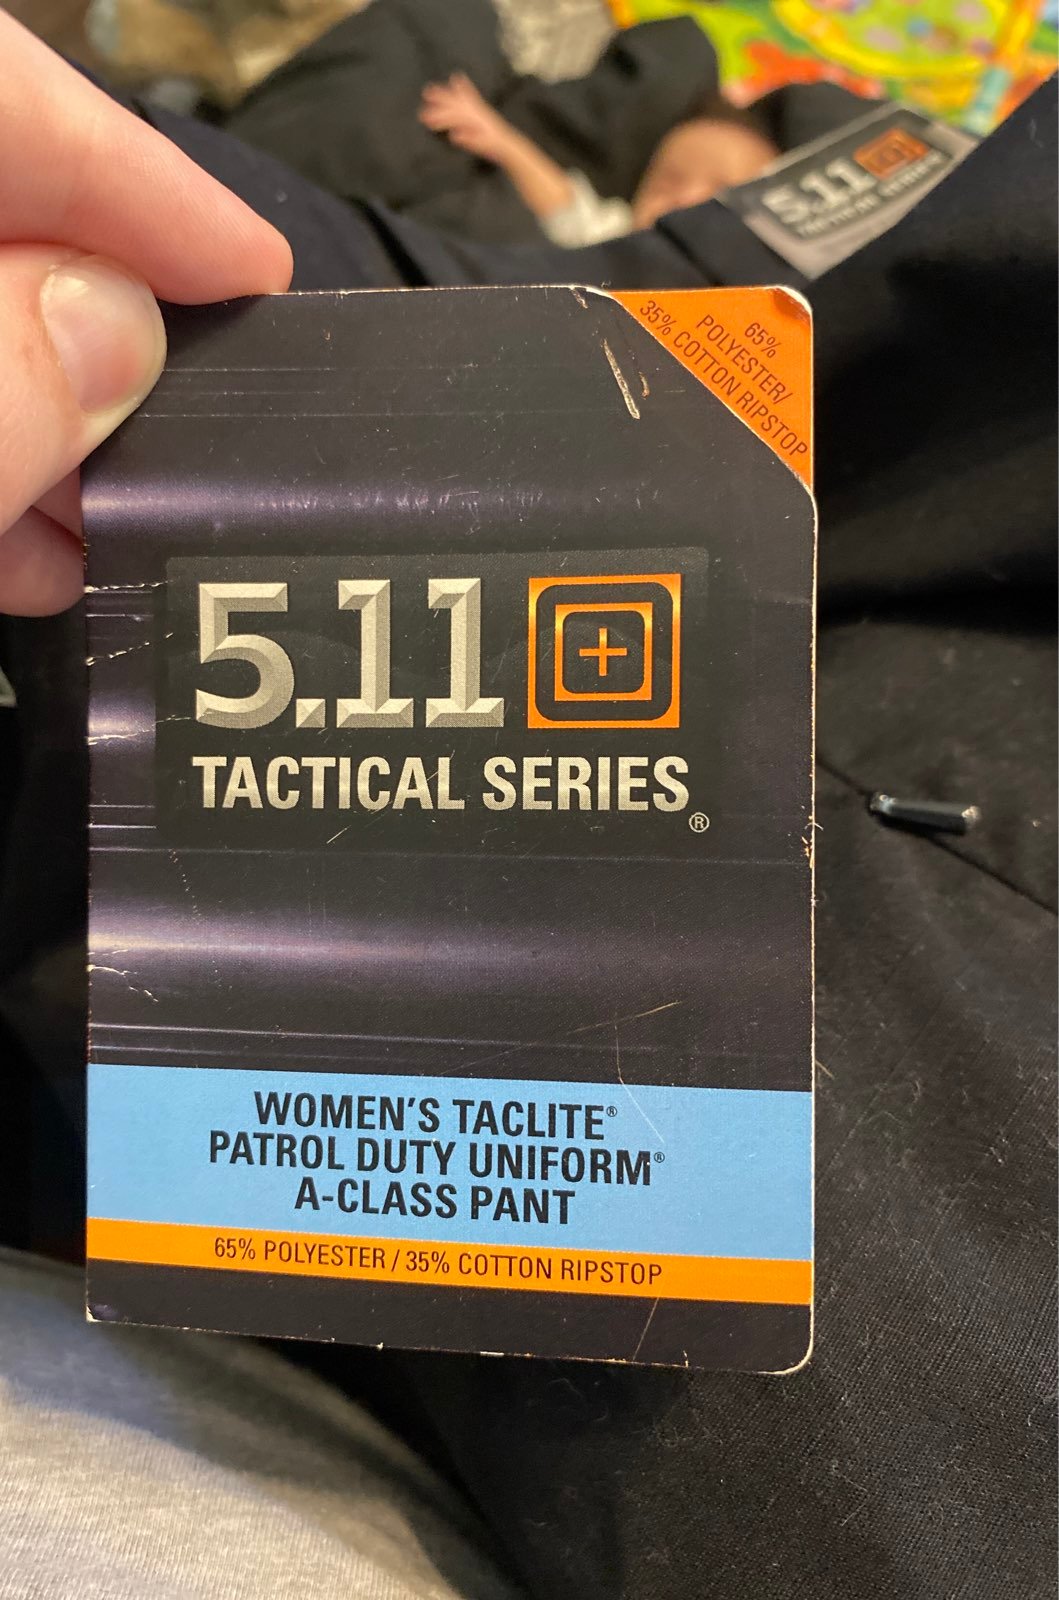 5.11
TACTICAL SERIES
65%
POLYESTER/
35% COTTON RIPSTOP
5.11
TACTICAL SERIES®
WOMEN'S TACLITE®
PATROL DUTY UNIFORM®
A-CLASS PANT
65% POLYESTER / 35% COTTON RIPSTOP